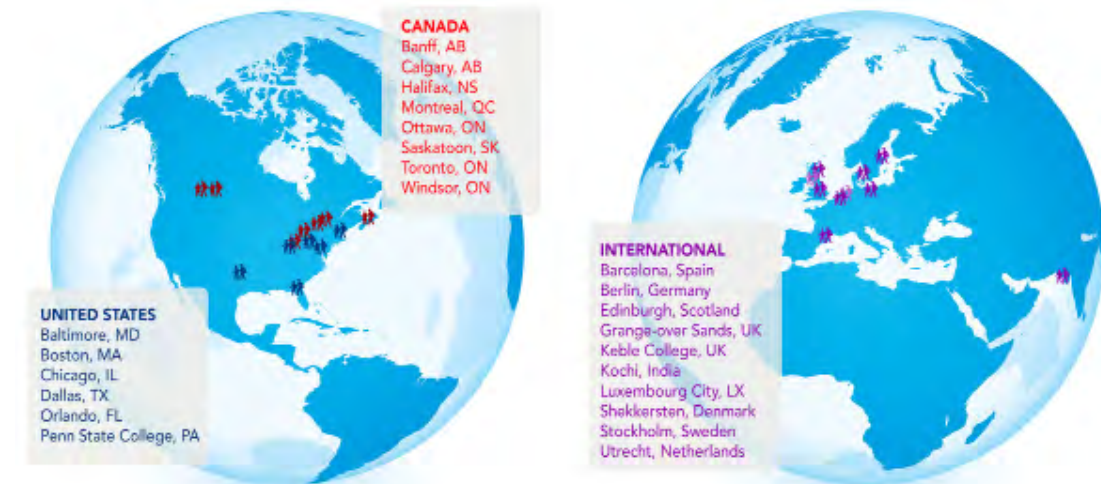 CANADA
Banff, AB
Calgary, AB
Halifax, NS
Montreal, QC
Ottawa, ON
Saskatoon, SK
Toronto, ON
Windsor, ON
UNITED STATES
Baltimore, MD
Boston, MA
Chicago, IL
Dallas, TX
Orlando, FL
Penn State College, PA
INTERNATIONAL
Barcelona, Spain
Berlin, Germany
Edinburgh, Scotland
Grange-over Sands, UK
Keble College, UK
Kochi, India
Luxembourg City, LX
Shekkersten, Denmark
Stockholm, Sweden
Utrecht, Netherlands